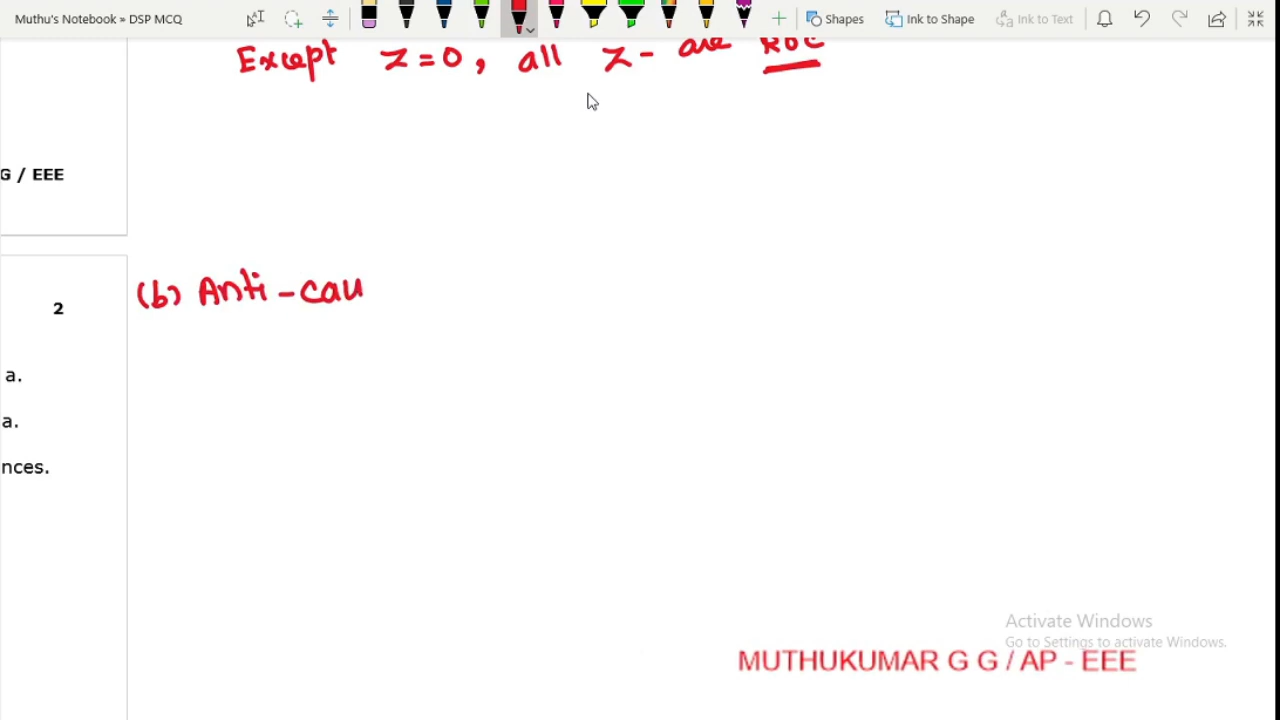 Muthu's Notebook » DSP MCQ
Shapes
Ink to Shape
Ink to Text
Except z=0, all z- are ROC
G / EEE
(b) Anti-cau
2
a.
a.
nces.
Activate Windows
Go to Settings to activate Windows.
MUTHUKUMAR G G / AP - EEE